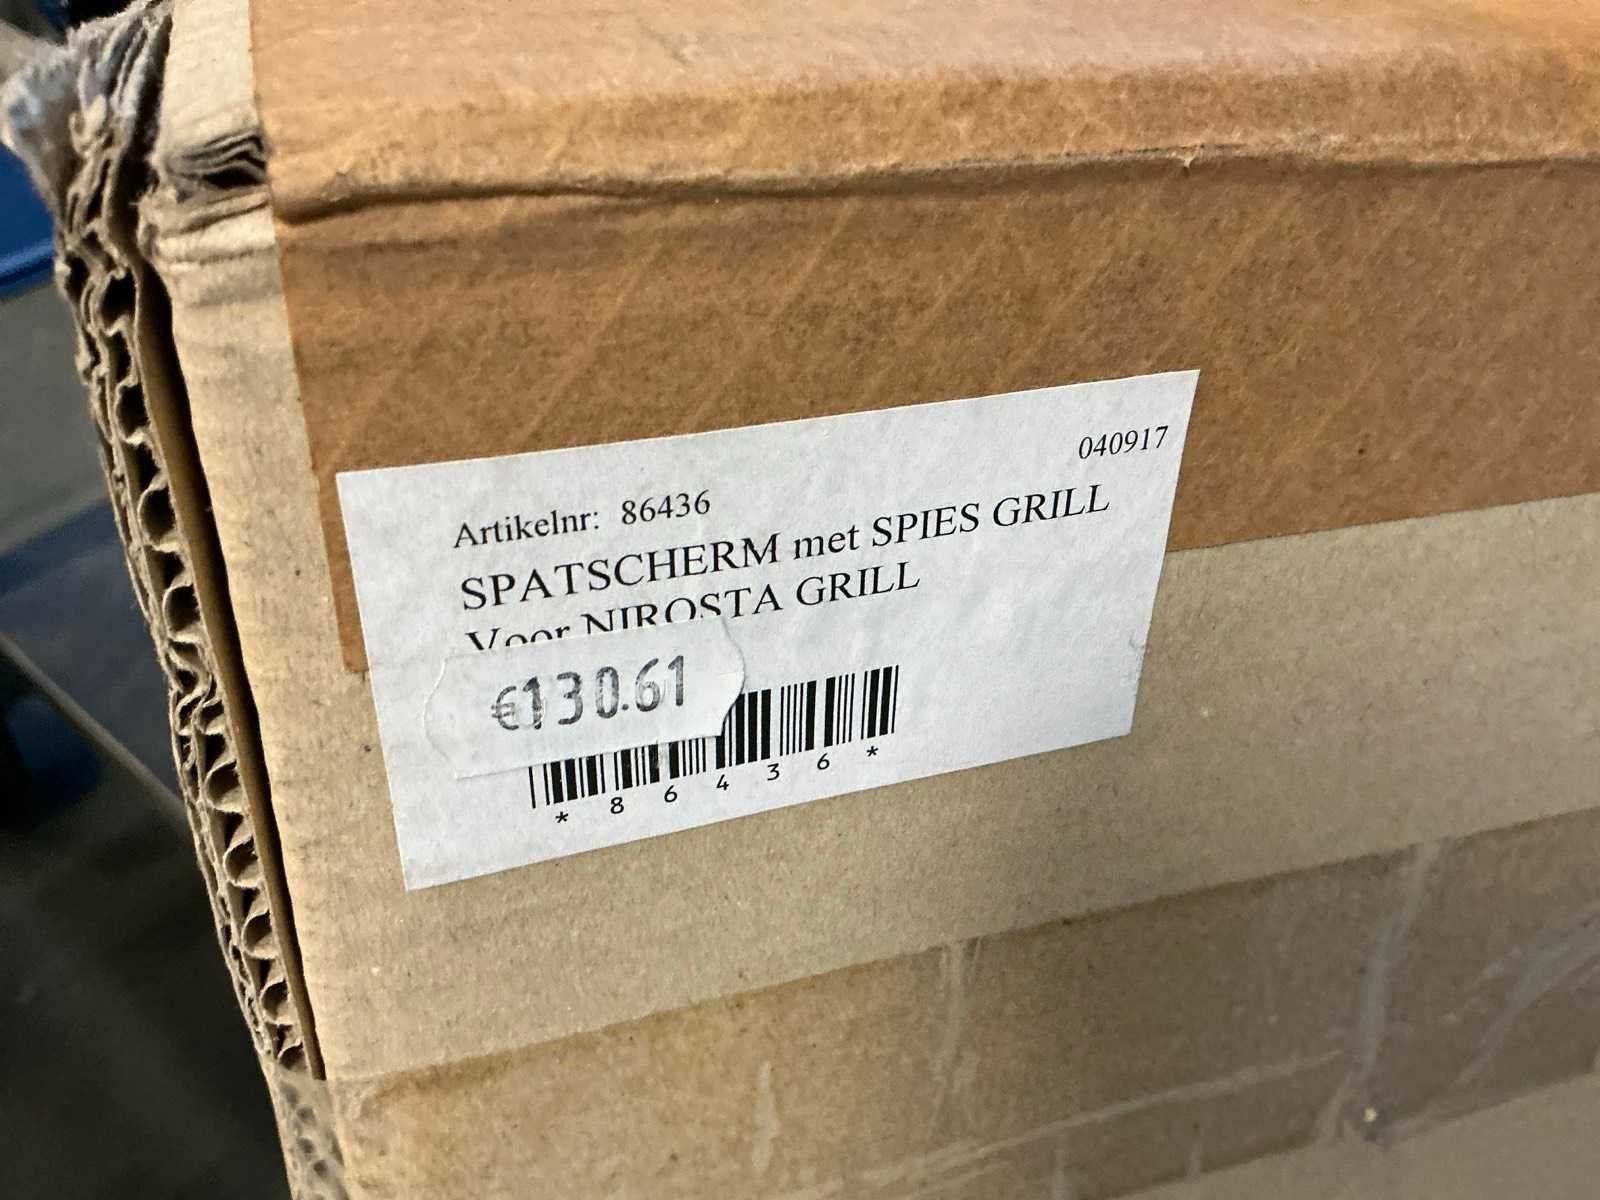 040917
Artikelnr: 86436
SPATSCHERM met SPIES GRILL
Voor NIROSTA GRILL
€130.61
* 8 6 4 3 6 *